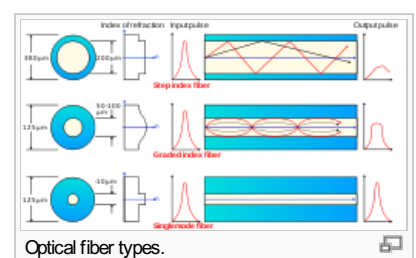 Index of refraction Input pulse Output pulse
380µm 200µm
Step index fiber
125µm 50-100 µm
Graded index fiber
125µm -10µm
Singlemode fiber
Optical fiber types.